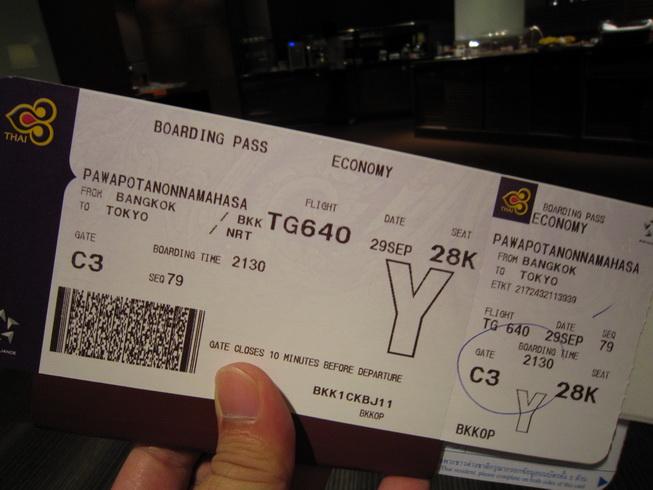 THAI
BOARDING PASS
ECONOMY
PAWAPOTANONNAMAHASA
FROM BANGKOK / BKK
TO TOKYO / NRT
FLIGHT
TG640
DATE
29SEP
SEAT
28K
GATE
C3
BOARDING TIME 2130
SEQ 79
Y
GATE CLOSES 10 MINUTES BEFORE DEPARTURE
BKK1CKBJ11
BKKOP
THAI
BOARDING PASS
ECONOMY
PAWAPOTANONNAMAHASA
FROM BANGKOK
TO TOKYO
ETKT 2172432113939
FLIGHT DATE SEQ
TG 640 29SEP 79
GATE BOARDING TIME SEAT
C3 2130 28K
Y
BKKOP